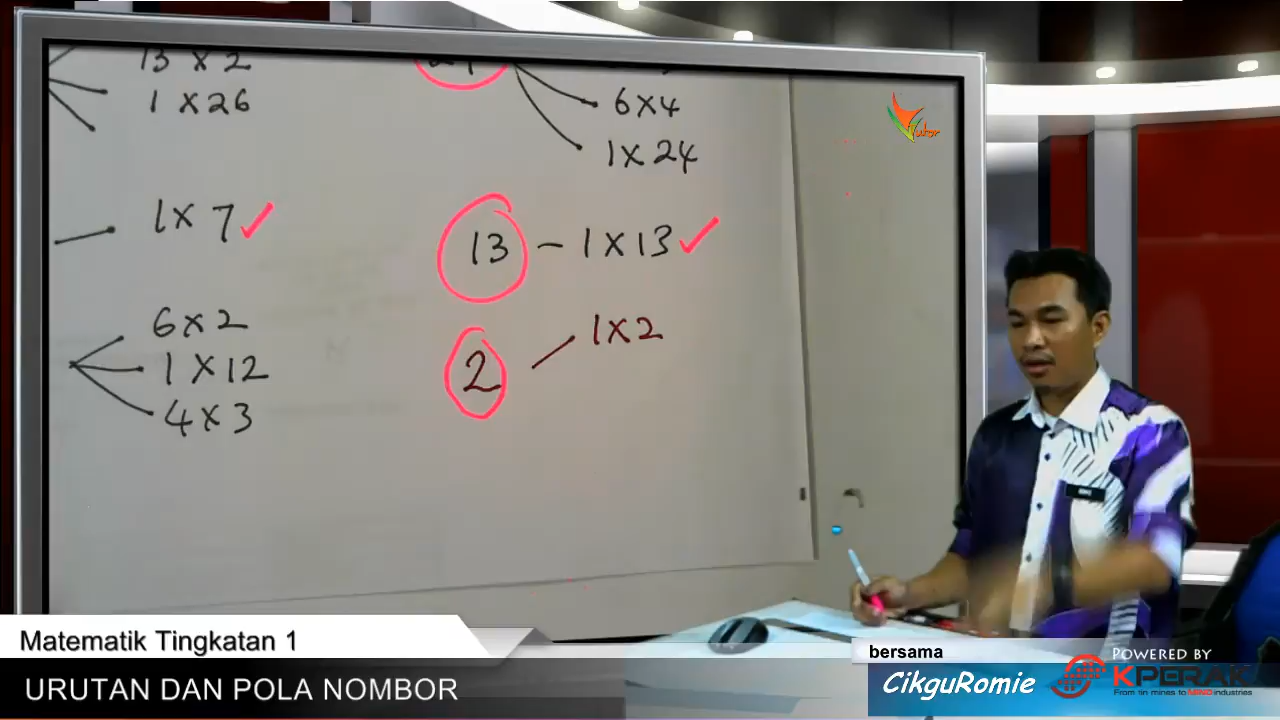 13 x 2
1 x 26
6 x 4
1 x 24
1 x 7 ✓
13 - 1 x 13 ✓
6 x 2
1 x 12
4 x 3
2
1 x 2
Tutor
Matematik Tingkatan 1
URUTAN DAN POLA NOMBOR
bersama
CikguRomie
POWERED BY
KPERAK
From tin mines to MIND industries